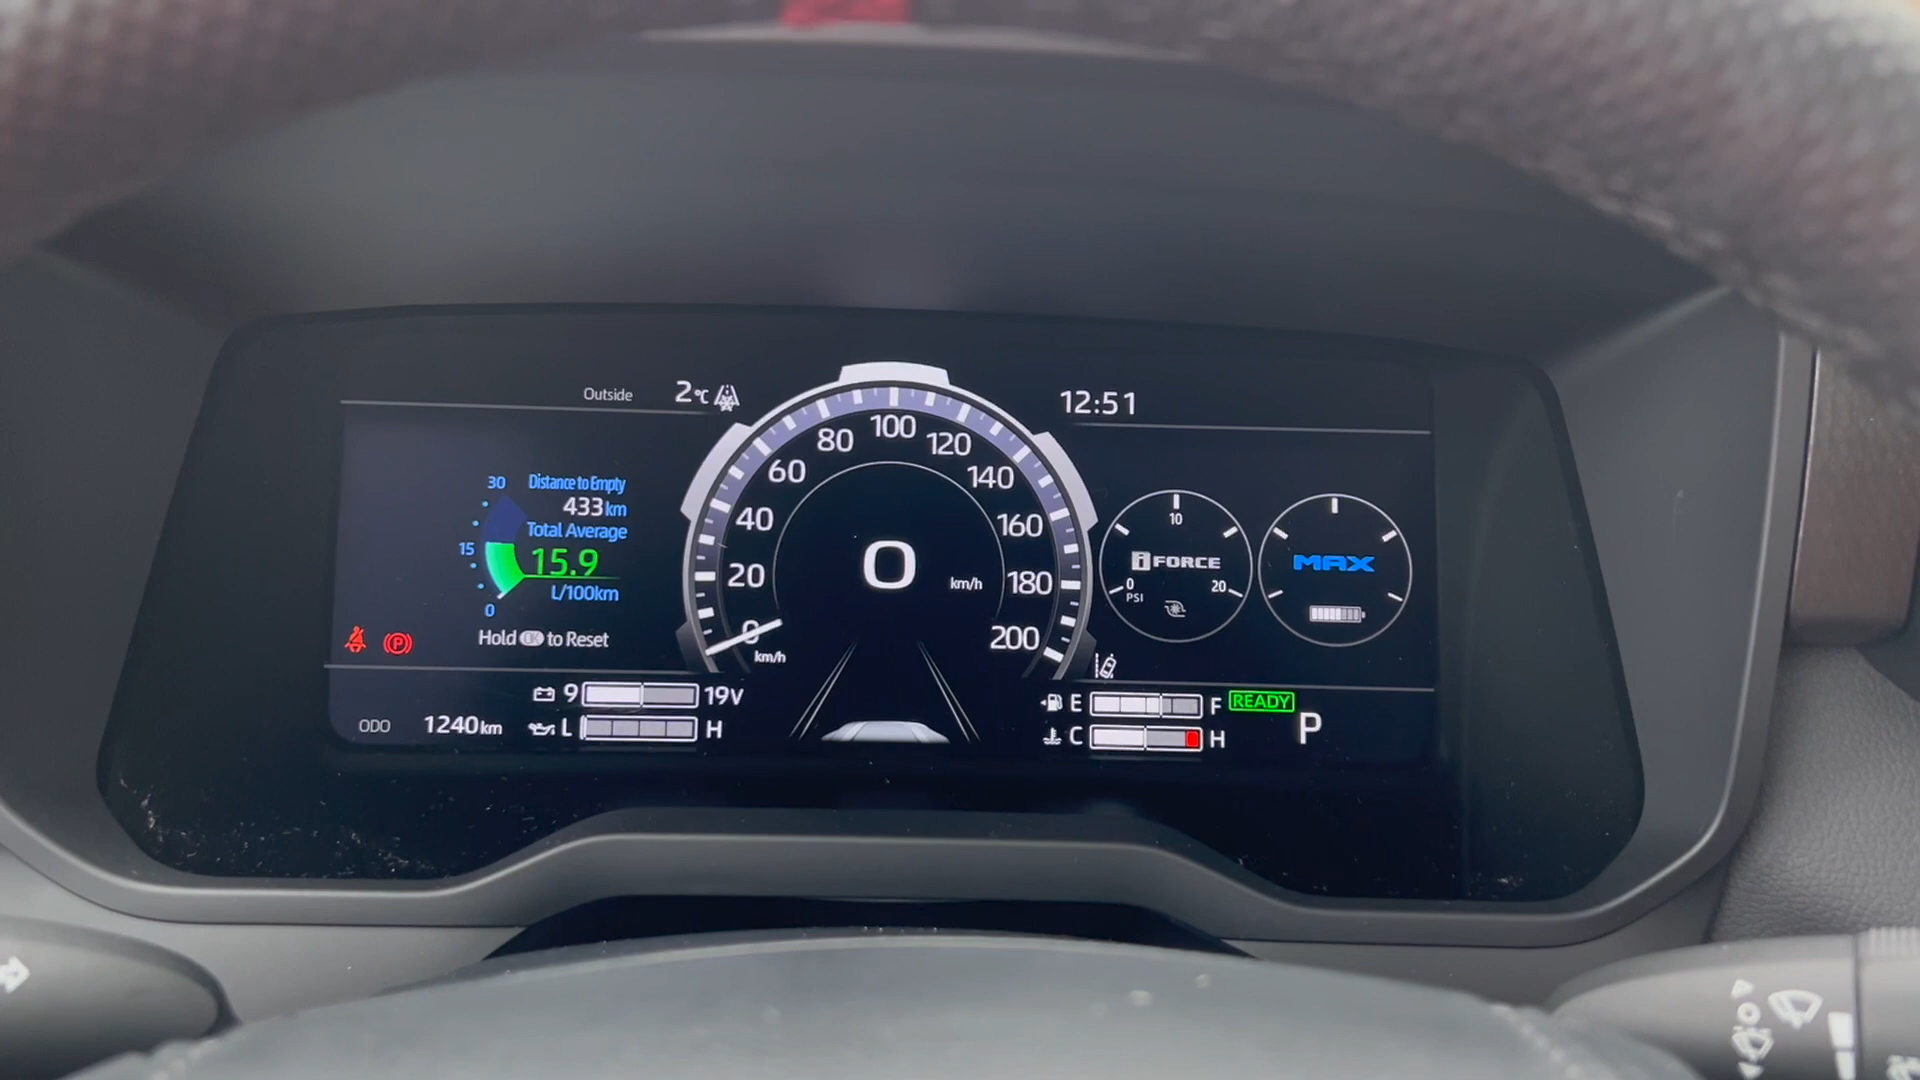 Outside 2°C
12:51
30
15
0
Distance to Empty
433 km
Total Average
15.9
L/100km
Hold OK to Reset
0
20
40
60
80
100
120
140
160
180
200
km/h
0
km/h
10
iFORCE
0
PSI
20
MAX
P
9 19V
L H
ODO 1240 km
E F
READY
C H
P